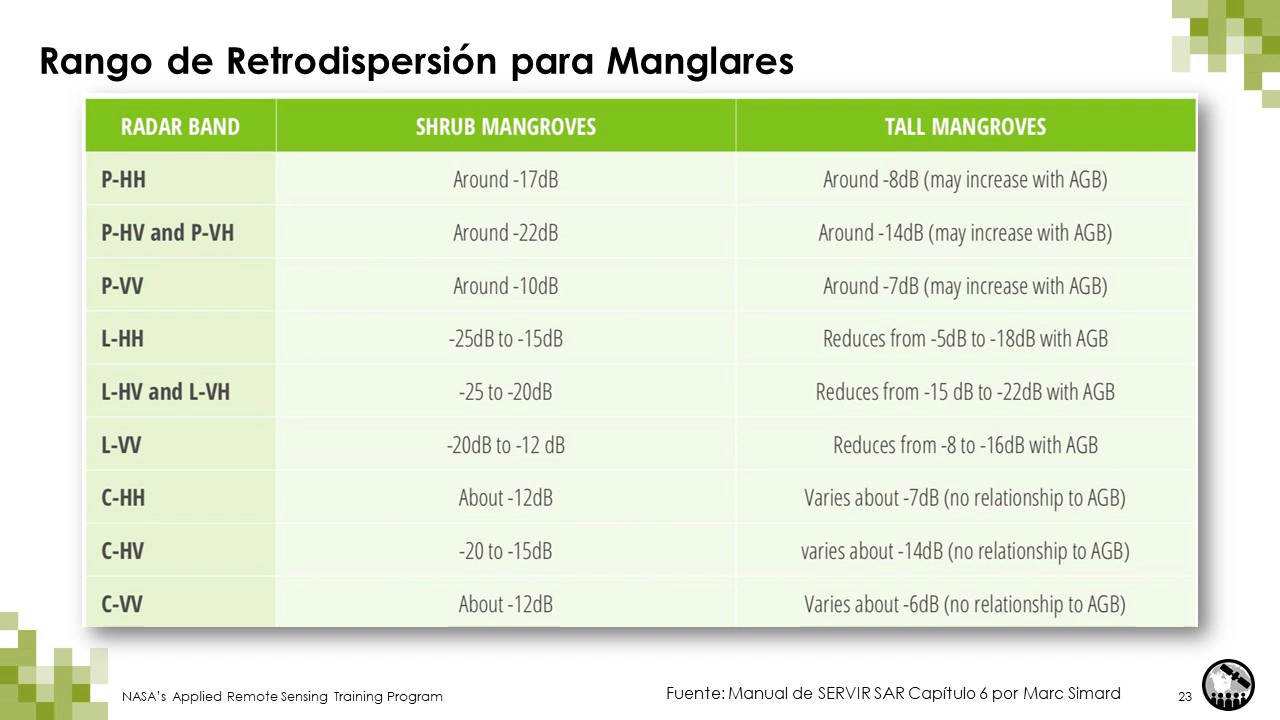 Rango de Retrodispersión para Manglares
RADAR BAND SHRUB MANGROVES TALL MANGROVES
P-HH Around -17dB Around -8dB (may increase with AGB)
P-HV and P-VH Around -22dB Around -14dB (may increase with AGB)
P-VV Around -10dB Around -7dB (may increase with AGB)
L-HH -25dB to -15dB Reduces from -5dB to -18dB with AGB
L-HV and L-VH -25 to -20dB Reduces from -15 dB to -22dB with AGB
L-VV -20dB to -12 dB Reduces from -8 to -16dB with AGB
C-HH About -12dB Varies about -7dB (no relationship to AGB)
C-HV -20 to -15dB varies about -14dB (no relationship to AGB)
C-VV About -12dB Varies about -6dB (no relationship to AGB)
NASA's Applied Remote Sensing Training Program Fuente: Manual de SERVIR SAR Capítulo 6 por Marc Simard 23